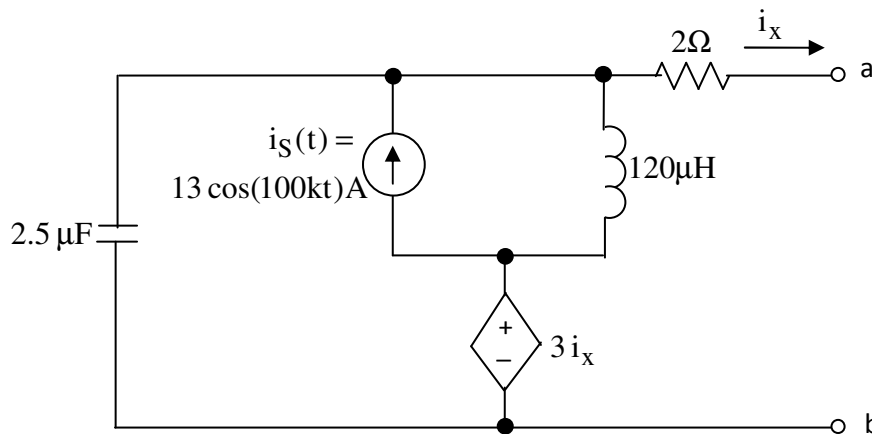 i_x
2Ω
a
i_S(t) =
13 cos(100kt)A
120μH
2.5 μF
+
−
3 i_x
b